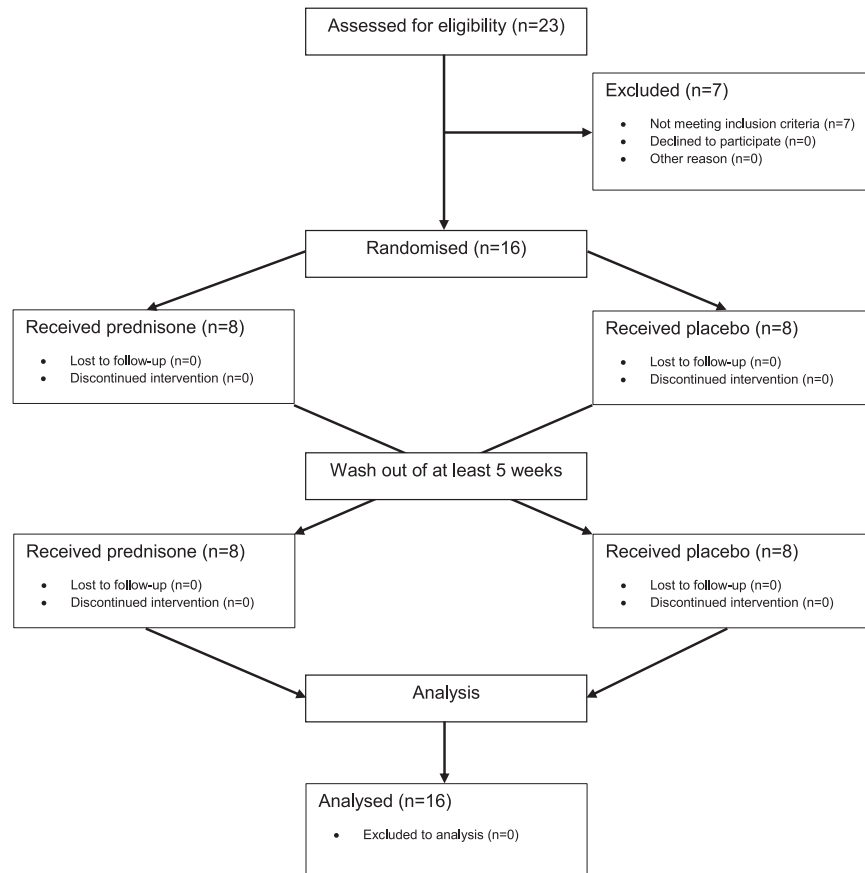 Assessed for eligibility (n=23)
Excluded (n=7)
• Not meeting inclusion criteria (n=7)
• Declined to participate (n=0)
• Other reason (n=0)
Randomised (n=16)
Received prednisone (n=8)
• Lost to follow-up (n=0)
• Discontinued intervention (n=0)
Received placebo (n=8)
• Lost to follow-up (n=0)
• Discontinued intervention (n=0)
Wash out of at least 5 weeks
Received prednisone (n=8)
• Lost to follow-up (n=0)
• Discontinued intervention (n=0)
Received placebo (n=8)
• Lost to follow-up (n=0)
• Discontinued intervention (n=0)
Analysis
Analysed (n=16)
• Excluded to analysis (n=0)